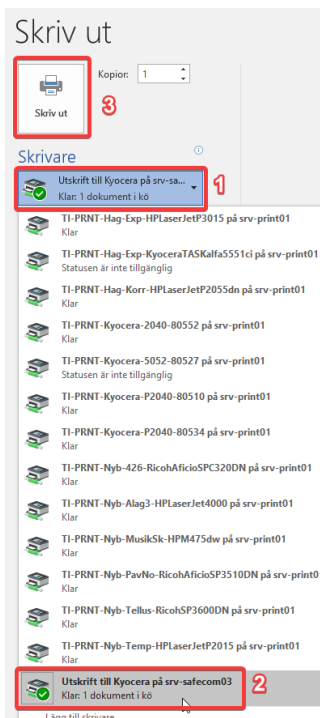 Skriv ut
Kopior: 1
Skriv ut
3
Skrivare
Utskrift till Kyocera på srv-sa...
Klar: 1 dokument i kö
1
TI-PRNT-Hag-Exp-HPLaserJetP3015 på srv-print01
Klar
TI-PRNT-Hag-Exp-KyoceraTASKalfa5551ci på srv-print01
Statusen är inte tillgänglig
TI-PRNT-Hag-Korr-HPLaserJetP2055dn på srv-print01
Klar
TI-PRNT-Kyocera-2040-80552 på srv-print01
Klar
TI-PRNT-Kyocera-5052-80527 på srv-print01
Statusen är inte tillgänglig
TI-PRNT-Kyocera-P2040-80510 på srv-print01
Klar
TI-PRNT-Kyocera-P2040-80534 på srv-print01
Klar
TI-PRNT-Nyb-426-RicohAficioSPC320DN på srv-print01
Klar
TI-PRNT-Nyb-Alag3-HPLaserJet4000 på srv-print01
Klar
TI-PRNT-Nyb-MusikSk-HPM475dw på srv-print01
Klar
TI-PRNT-Nyb-PavNo-RicohAficioSP3510DN på srv-print01
Klar
TI-PRNT-Nyb-Tellus-RicohSP3600DN på srv-print01
Klar
TI-PRNT-Nyb-Temp-HPLaserJetP2015 på srv-print01
Klar
Utskrift till Kyocera på srv-safecom03
Klar: 1 dokument i kö
2
Lägg till skrivare